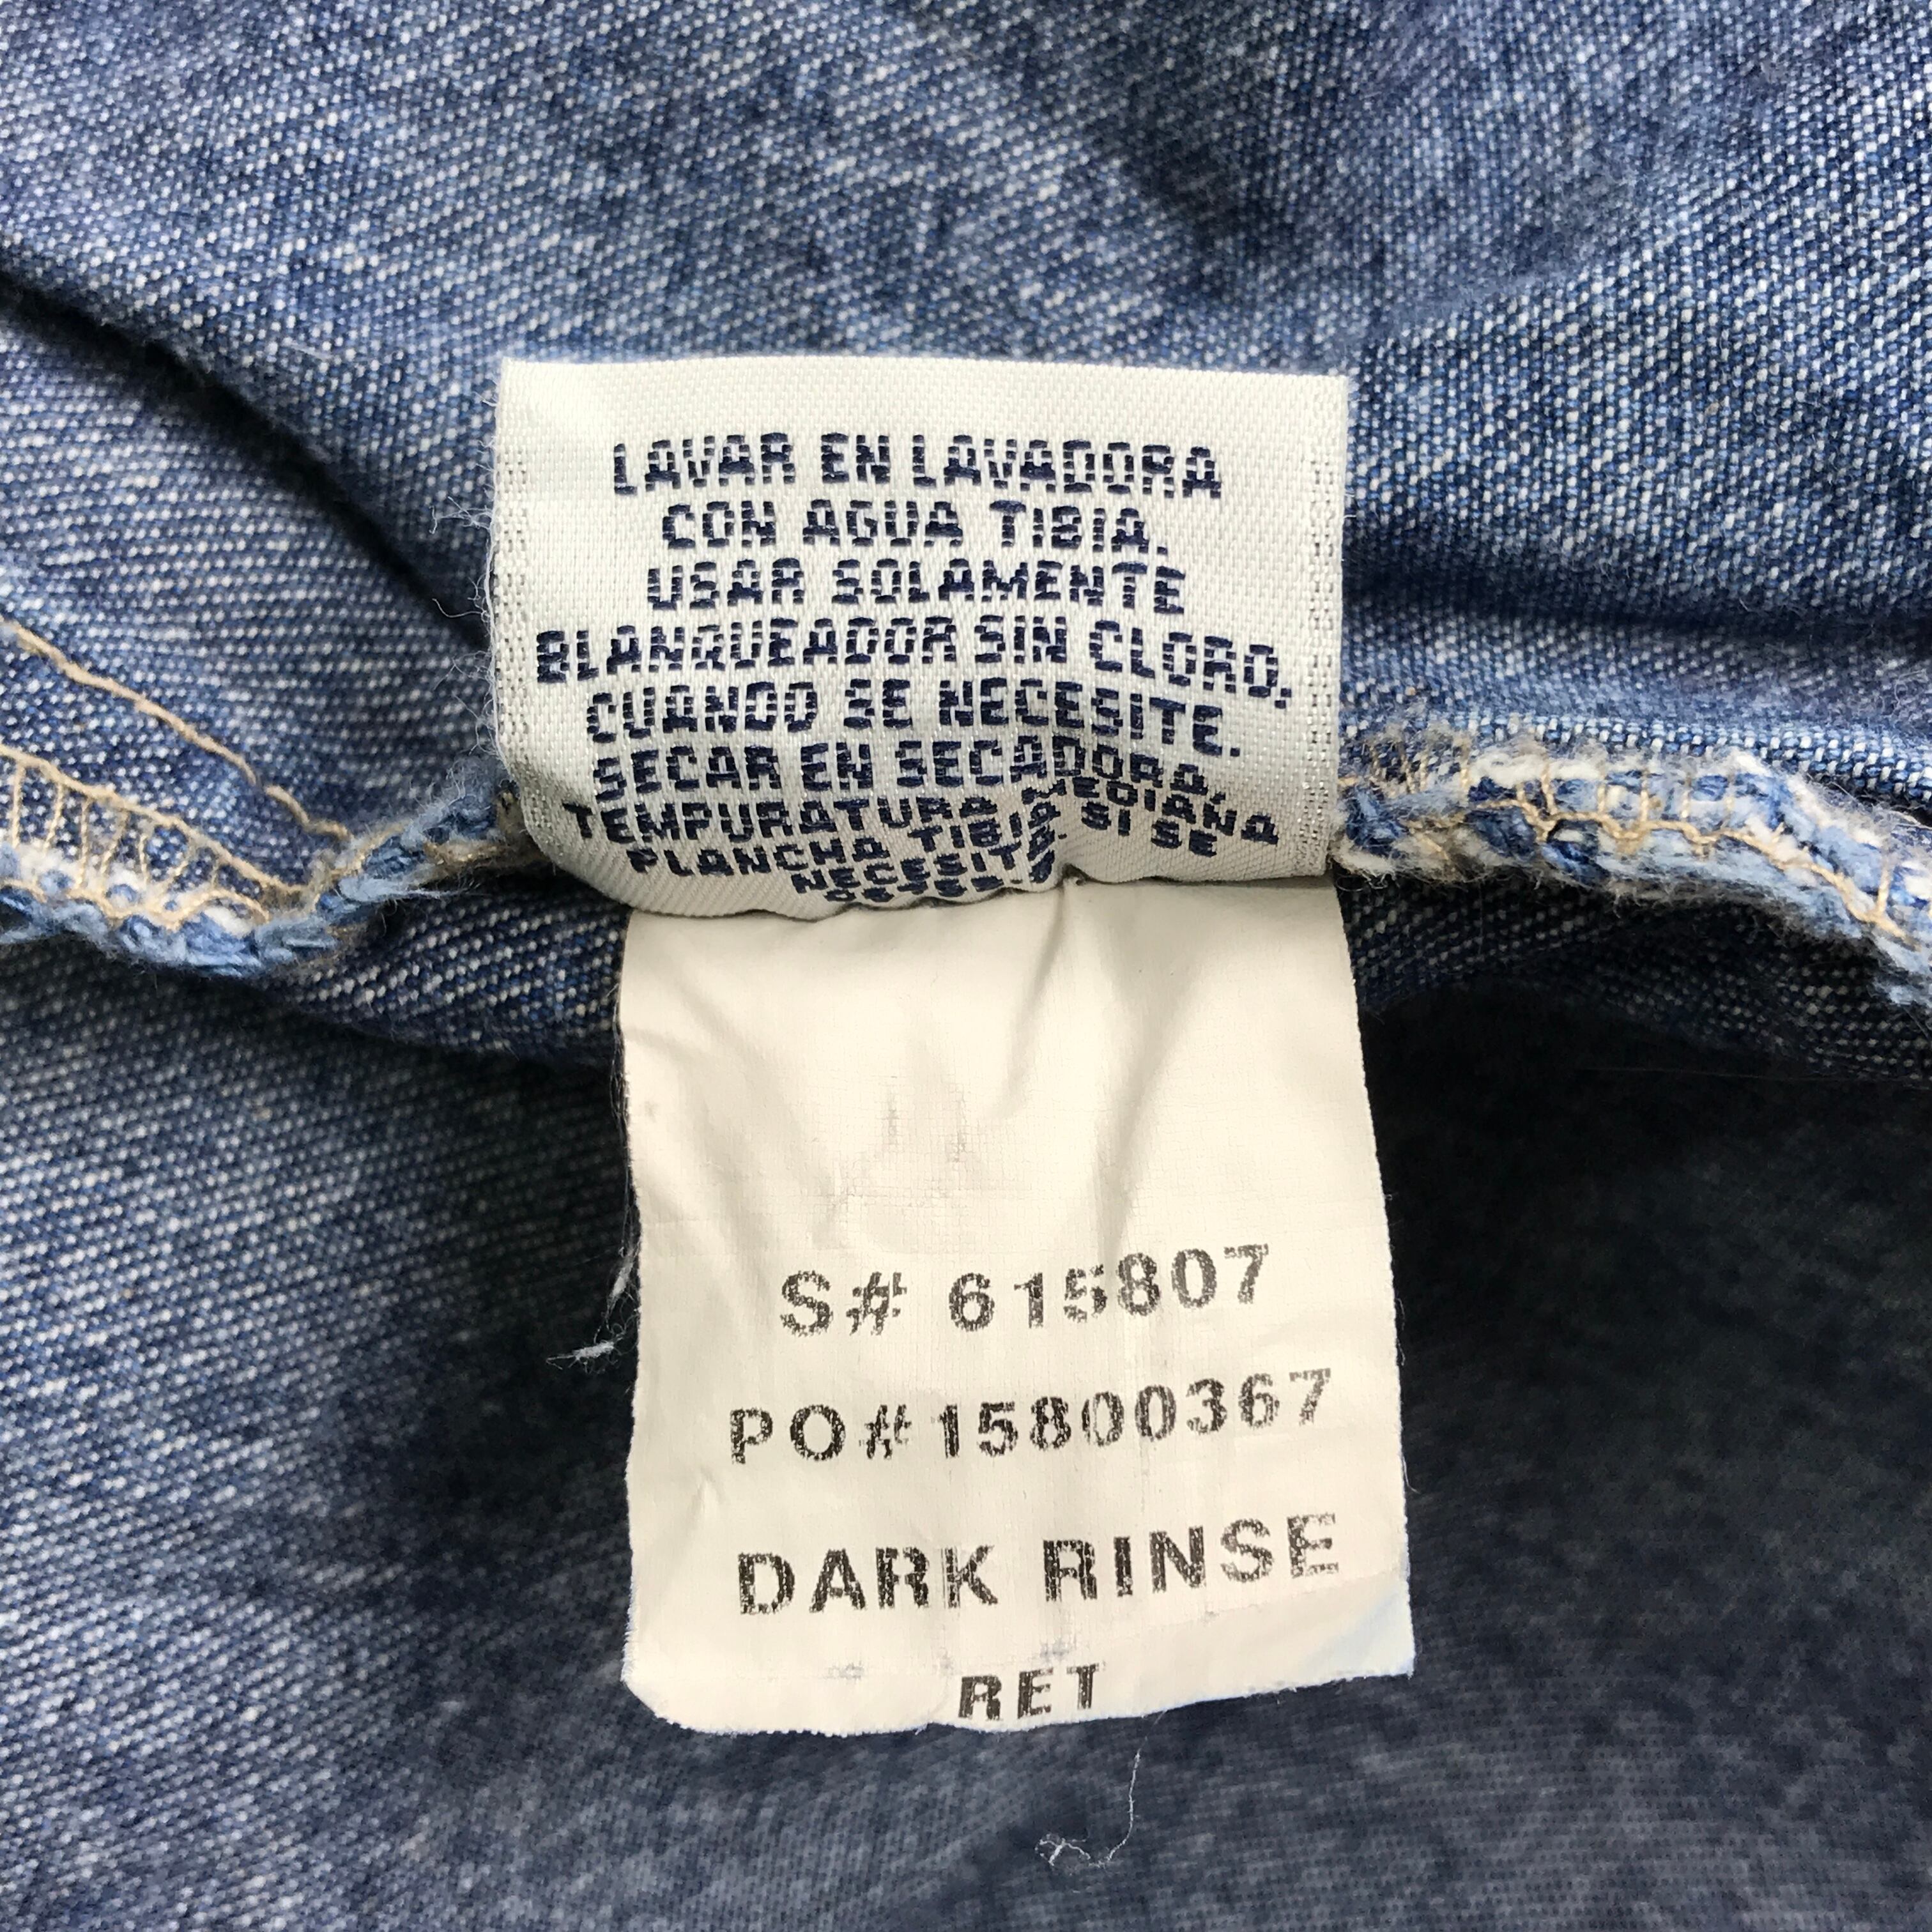 LAVAR EN LAVADORA
CON AGUA TIBIA.
USAR SOLAMENTE
BLANQUEADOR SIN CLORO,
CUANDO SE NECESITE.
SECAR EN SECADORA,
TEMPURATURA MEDIANA
PLANCHA TIBIA SI SE
NECESITA
S# 615807
PO# 15800367
DARK RINSE
RET